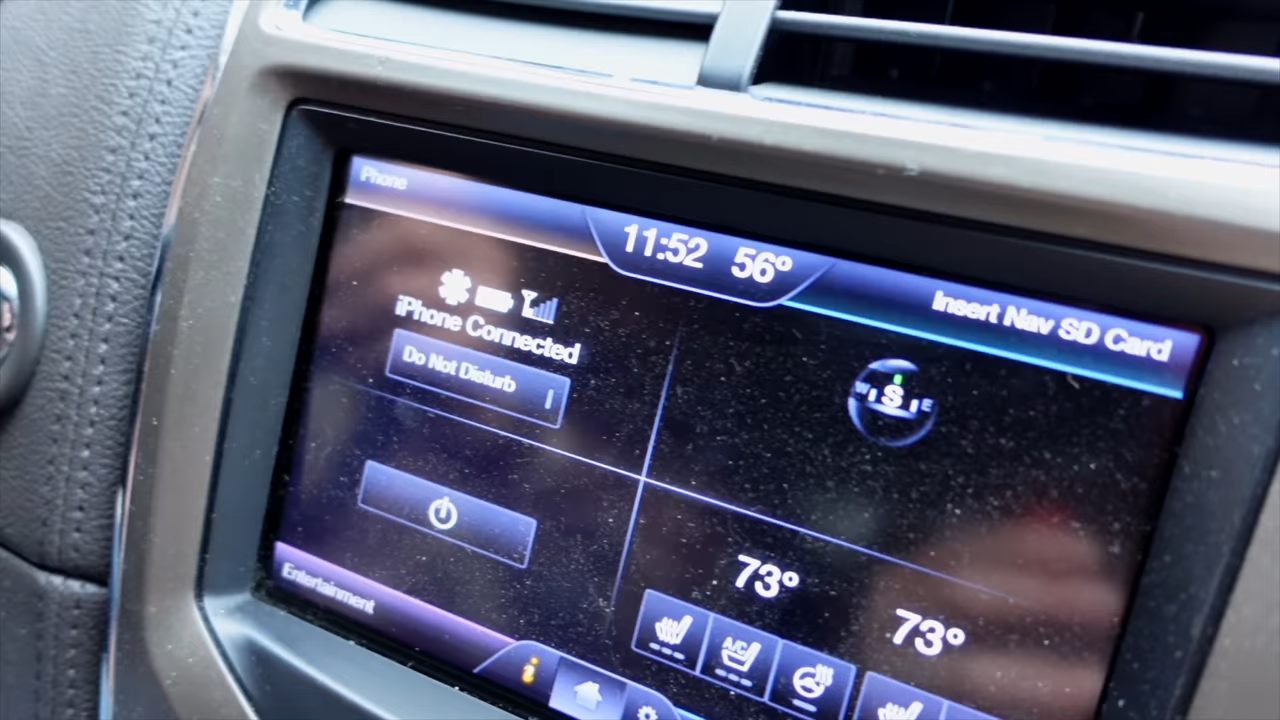 Phone
11:52 56°
Insert Nav SD Card
iPhone Connected
Do Not Disturb
W S E
73°
73°
A/C
Entertainment
i